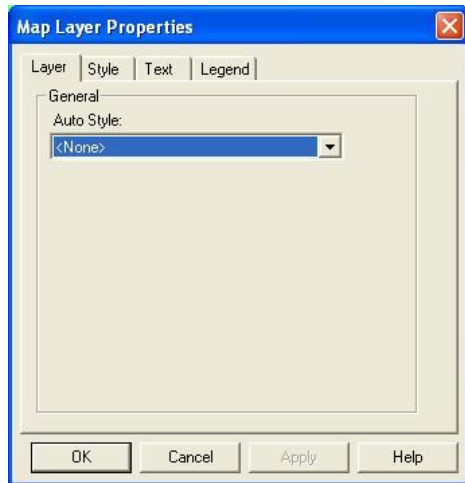 Map Layer Properties
Layer Style Text Legend
General
Auto Style:
<None>
OK Cancel Apply Help